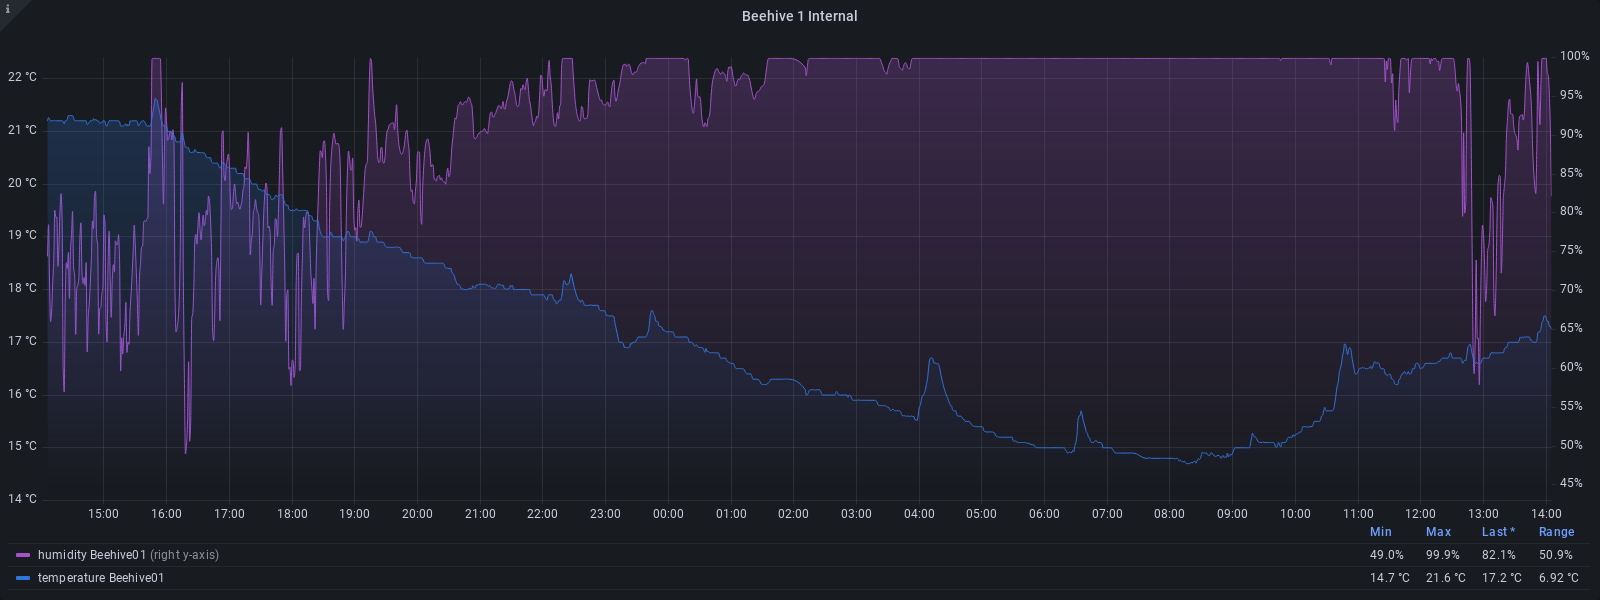 i
Beehive 1 Internal
22 °C
21 °C
20 °C
19 °C
18 °C
17 °C
16 °C
15 °C
14 °C
100%
95%
90%
85%
80%
75%
70%
65%
60%
55%
50%
45%
15:00 16:00 17:00 18:00 19:00 20:00 21:00 22:00 23:00 00:00 01:00 02:00 03:00 04:00 05:00 06:00 07:00 08:00 09:00 10:00 11:00 12:00 13:00 14:00
Min Max Last * Range
humidity Beehive01 (right y-axis) 49.0% 99.9% 82.1% 50.9%
temperature Beehive01 14.7 °C 21.6 °C 17.2 °C 6.92 °C